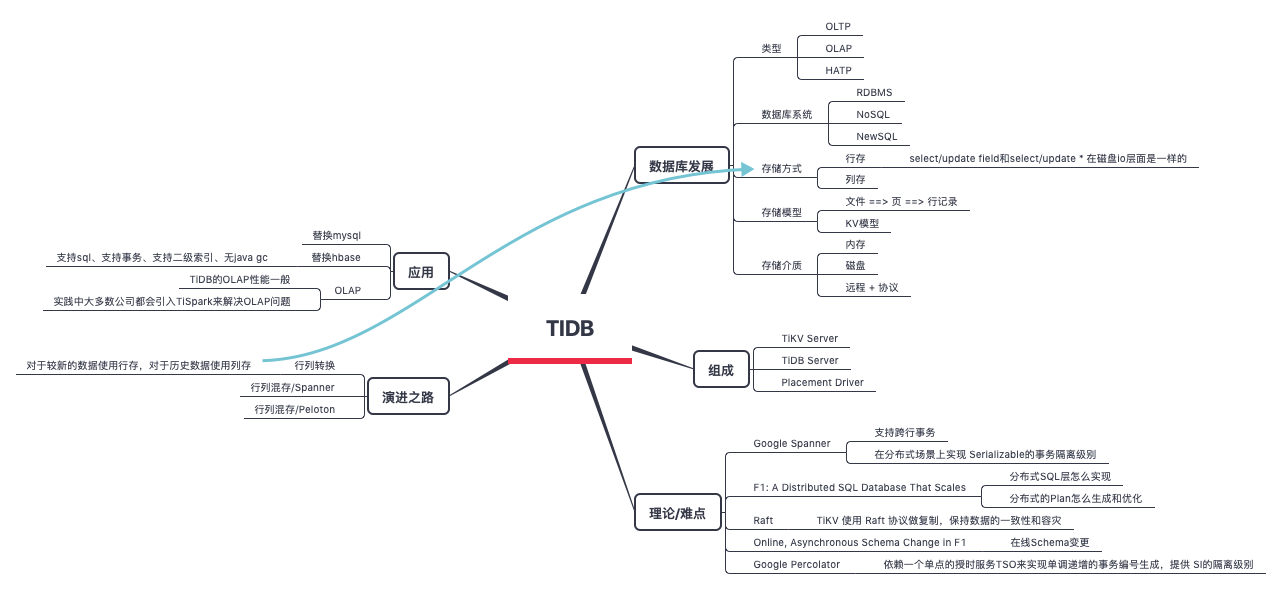 TIDB
数据库发展
类型
OLTP
OLAP
HATP
数据库系统
RDBMS
NoSQL
NewSQL
存储方式
行存
select/update field和select/update * 在磁盘io层面是一样的
列存
存储模型
文件 ==> 页 ==> 行记录
KV模型
存储介质
内存
磁盘
远程 + 协议
组成
TiKV Server
TiDB Server
Placement Driver
理论/难点
Google Spanner
支持跨行事务
在分布式场景上实现 Serializable的事务隔离级别
F1: A Distributed SQL Database That Scales
分布式SQL层怎么实现
分布式的Plan怎么生成和优化
Raft
TiKV 使用 Raft 协议做复制，保持数据的一致性和容灾
Online, Asynchronous Schema Change in F1
在线Schema变更
Google Percolator
依赖一个单点的授时服务TSO来实现单调递增的事务编号生成，提供 SI的隔离级别
应用
替换mysql
替换hbase
支持sql、支持事务、支持二级索引、无java gc
OLAP
TiDB的OLAP性能一般
实践中大多数公司都会引入TiSpark来解决OLAP问题
演进之路
行列转换
对于较新的数据使用行存，对于历史数据使用列存
行列混存/Spanner
行列混存/Peloton